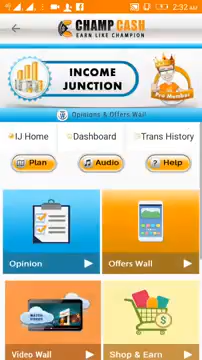 2:52 AM
CHAMP CASH
EARN LIKE CHAMPION
INCOME
JUNCTION
Pro Member
Opinions & Offers Wall
IJ Home
Dashboard
Trans History
Plan
Audio
Help
Opinion
Offers Wall
Video Wall
Shop & Earn